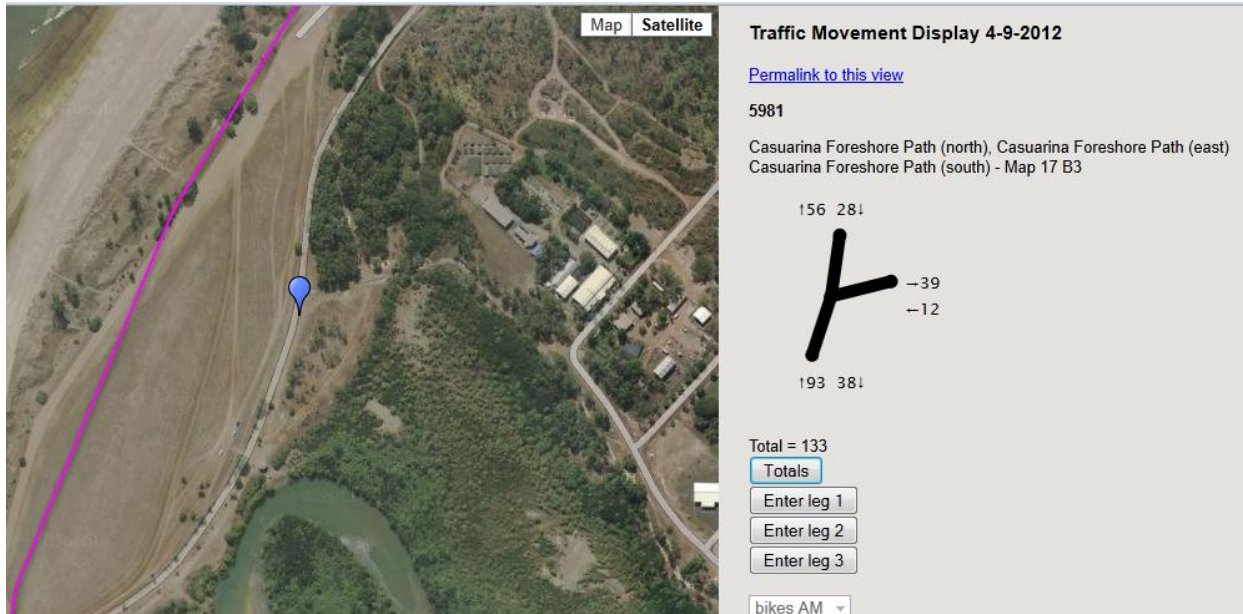 Map Satellite
Traffic Movement Display 4-9-2012
Permalink to this view
5981
Casuarina Foreshore Path (north), Casuarina Foreshore Path (east)
Casuarina Foreshore Path (south) - Map 17 B3
↑56 28↓
→39
←12
↑93 38↓
Total = 133
Totals
Enter leg 1
Enter leg 2
Enter leg 3
bikes AM